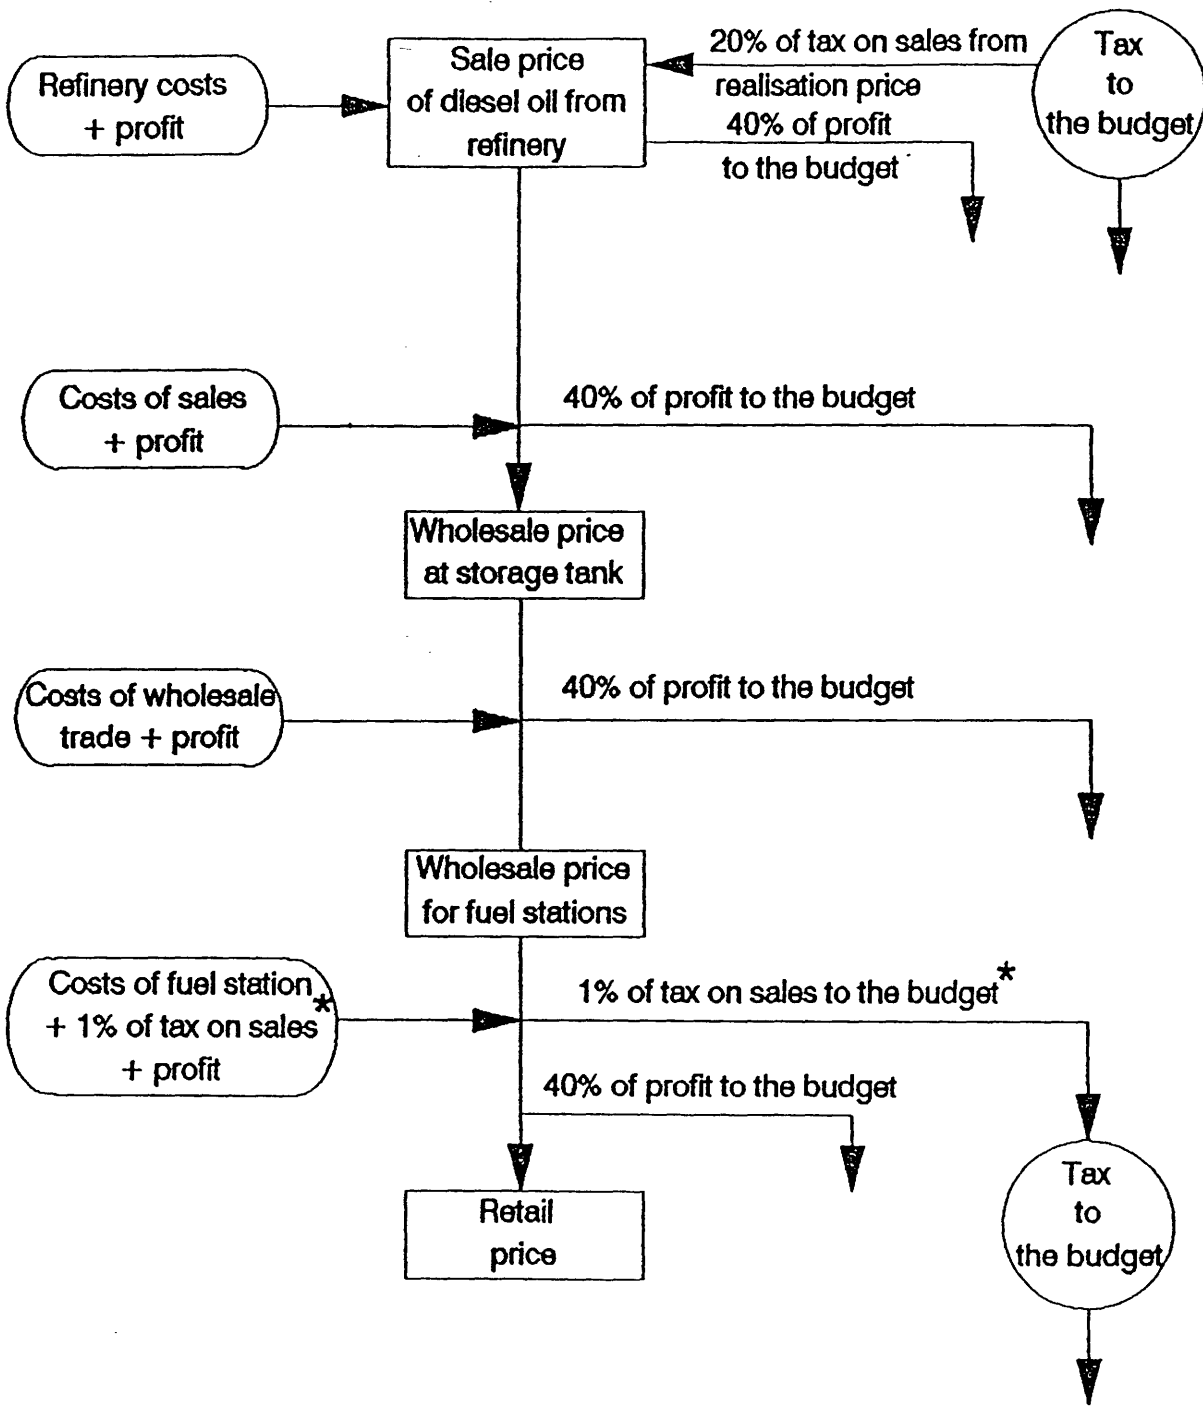 Refinery costs
+ profit
Sale price
of diesel oil from
refinery
20% of tax on sales from
realisation price
40% of profit
to the budget
Tax
to
the budget
Costs of sales
+ profit
40% of profit to the budget
Wholesale price
at storage tank
Costs of wholesale
trade + profit
40% of profit to the budget
Wholesale price
for fuel stations
Costs of fuel station
+ 1% of tax on sales*
+ profit
1% of tax on sales to the budget*
40% of profit to the budget
Retail
price
Tax
to
the budget